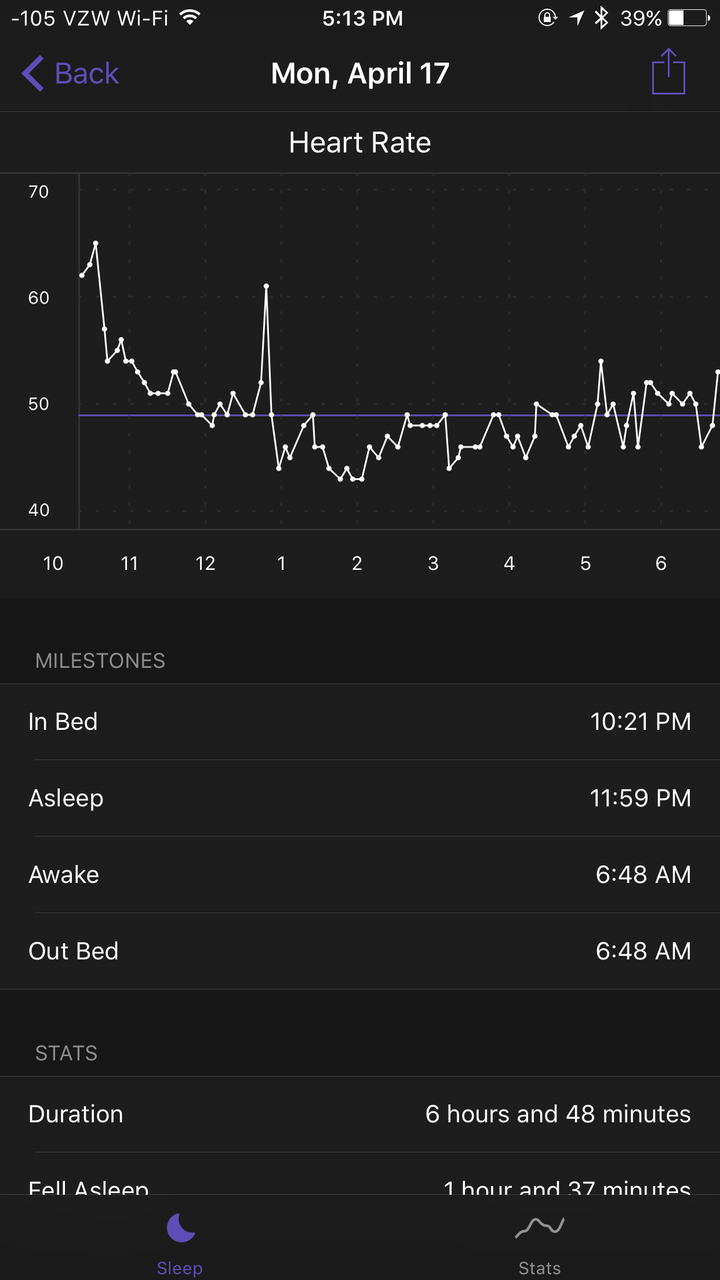 -105 VZW Wi-Fi 5:13 PM 39%
Back Mon, April 17
Heart Rate
70
60
50
40
10 11 12 1 2 3 4 5 6
MILESTONES
In Bed 10:21 PM
Asleep 11:59 PM
Awake 6:48 AM
Out Bed 6:48 AM
STATS
Duration 6 hours and 48 minutes
Fell Asleep 1 hour and 37 minutes
Sleep Stats